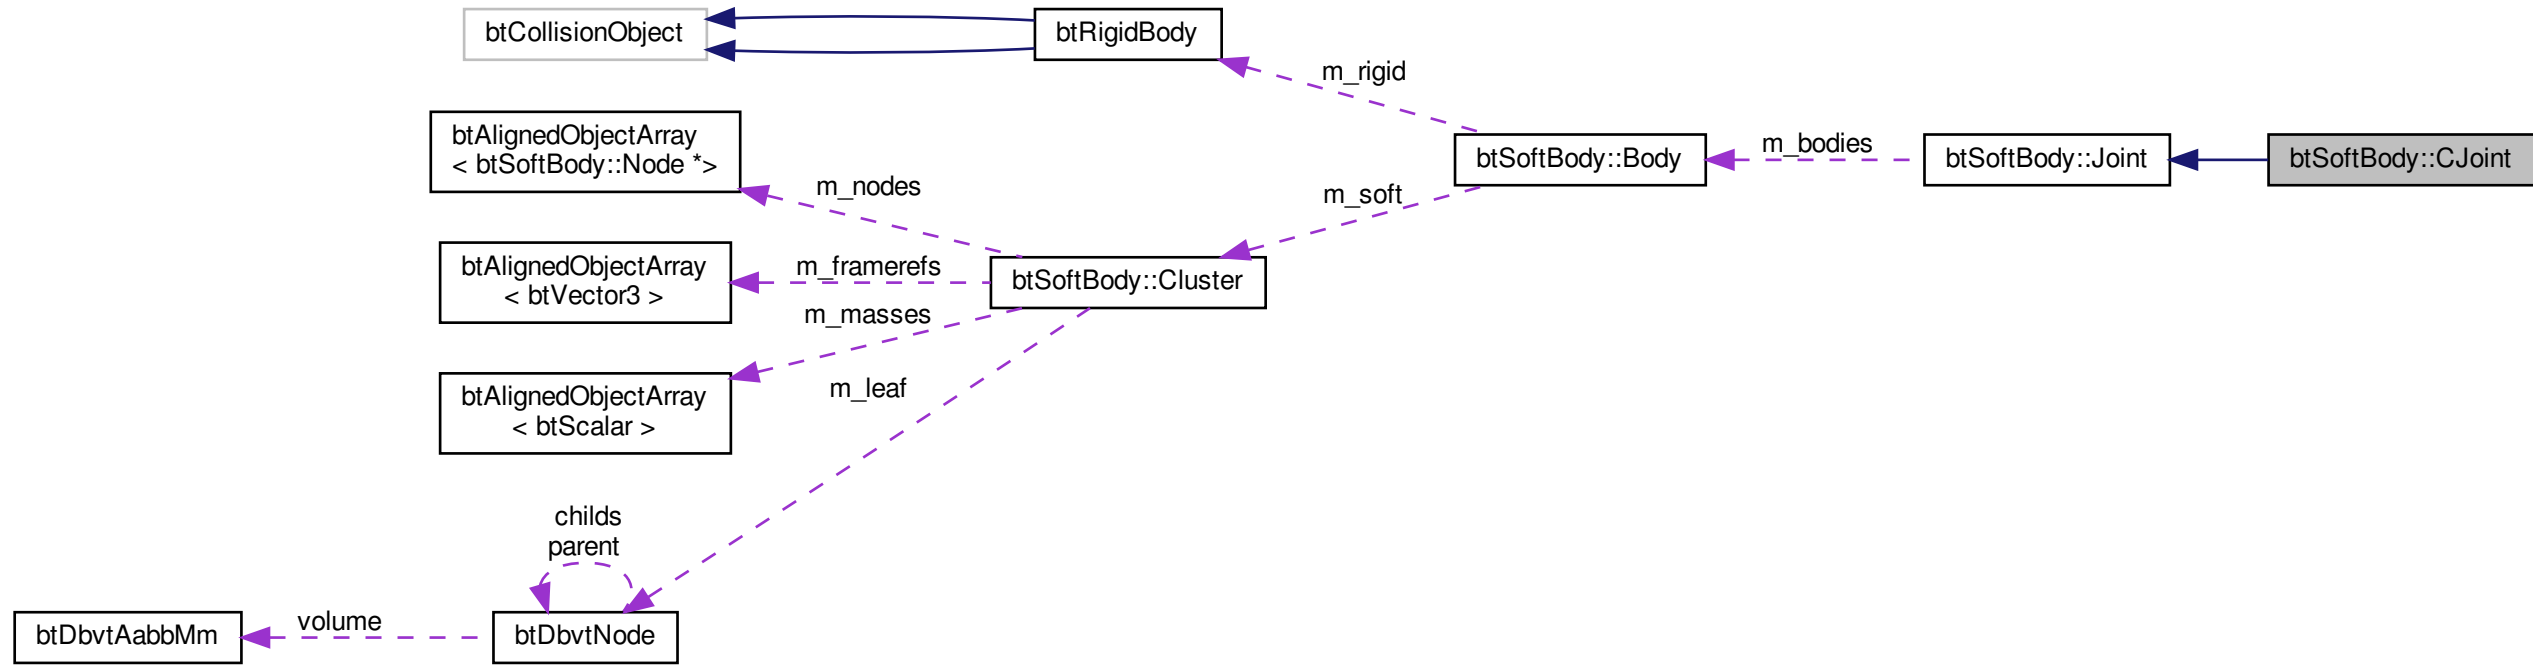 btCollisionObject
btRigidBody
m_rigid
btAlignedObjectArray
< btSoftBody::Node *>
btSoftBody::Body
m_bodies
btSoftBody::Joint
btSoftBody::CJoint
m_nodes
m_soft
btAlignedObjectArray
< btVector3 >
m_framerefs
btSoftBody::Cluster
m_masses
btAlignedObjectArray
< btScalar >
m_leaf
childs
parent
btDbvtAabbMm
volume
btDbvtNode